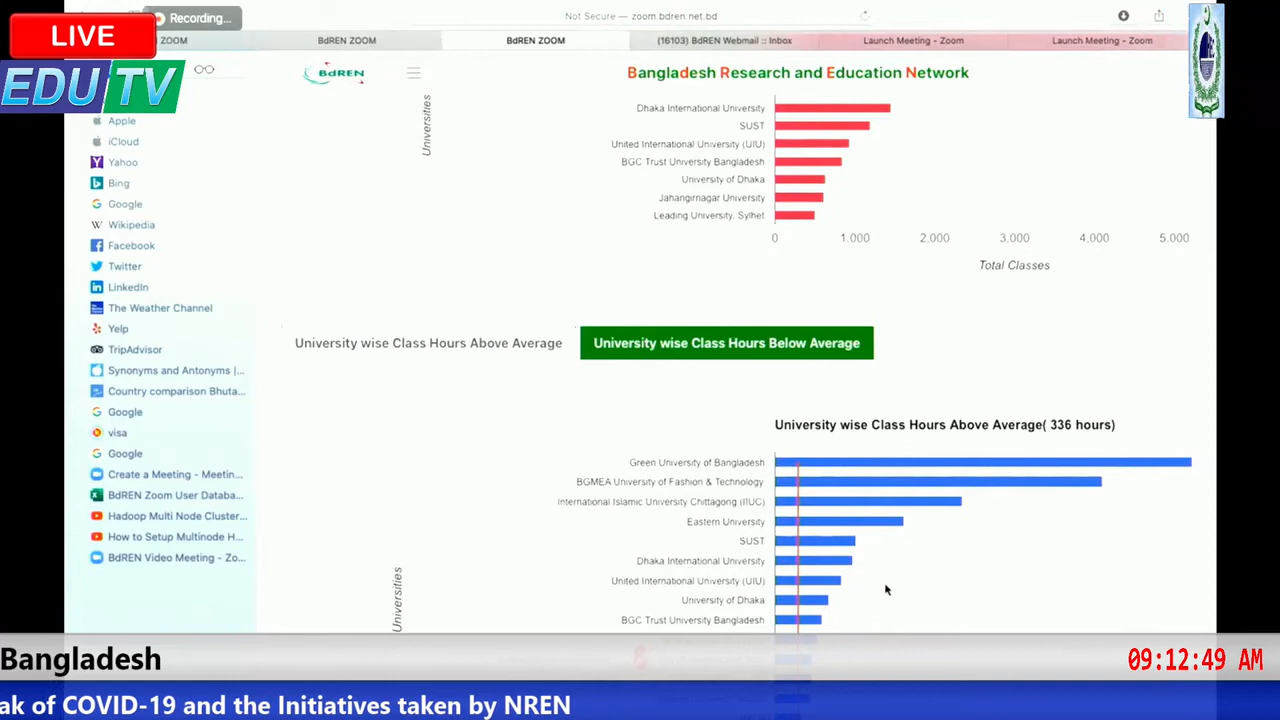 Recording...
Not Secure — zoom.bdren.net.bd
LIVE
ZOOM
BdREN ZOOM
BdREN ZOOM
(16103) BdREN Webmail :: Inbox
Launch Meeting - Zoom
Launch Meeting - Zoom
EDU TV
BdREN
Bangladesh Research and Education Network
Apple
iCloud
Yahoo
Bing
Google
Wikipedia
Facebook
Twitter
LinkedIn
The Weather Channel
Yelp
TripAdvisor
Synonyms and Antonyms |...
Country comparison Bhuta...
Google
visa
Google
Create a Meeting - Meetin...
BdREN Zoom User Databa...
Hadoop Multi Node Cluster...
How to Setup Multinode H...
BdREN Video Meeting - Zo...
Universities
Dhaka International University
SUST
United International University (UIU)
BGC Trust University Bangladesh
University of Dhaka
Jahangirnagar University
Leading University, Sylhet
0 1,000 2,000 3,000 4,000 5,000
Total Classes
University wise Class Hours Above Average
University wise Class Hours Below Average
University wise Class Hours Above Average( 336 hours)
Universities
Green University of Bangladesh
BGMEA University of Fashion & Technology
International Islamic University Chittagong (IIUC)
Eastern University
SUST
Dhaka International University
United International University (UIU)
University of Dhaka
BGC Trust University Bangladesh
Bangladesh
09:12:49 AM
ak of COVID-19 and the Initiatives taken by NREN